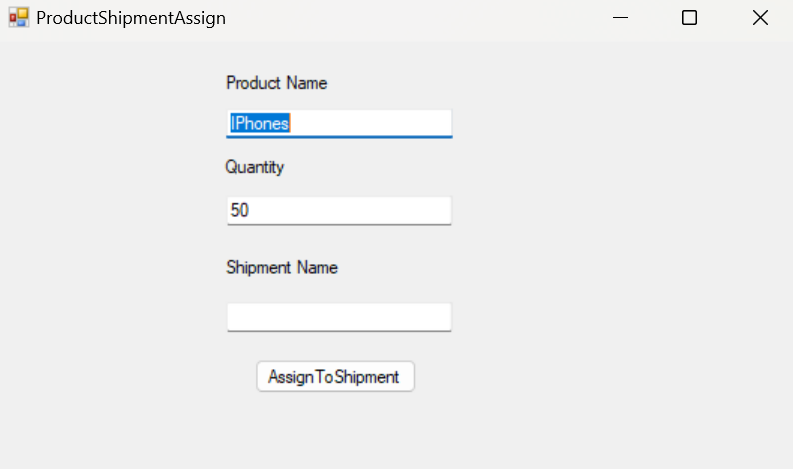 ProductShipmentAssign
Product Name
IPhones
Quantity
50
Shipment Name
AssignToShipment